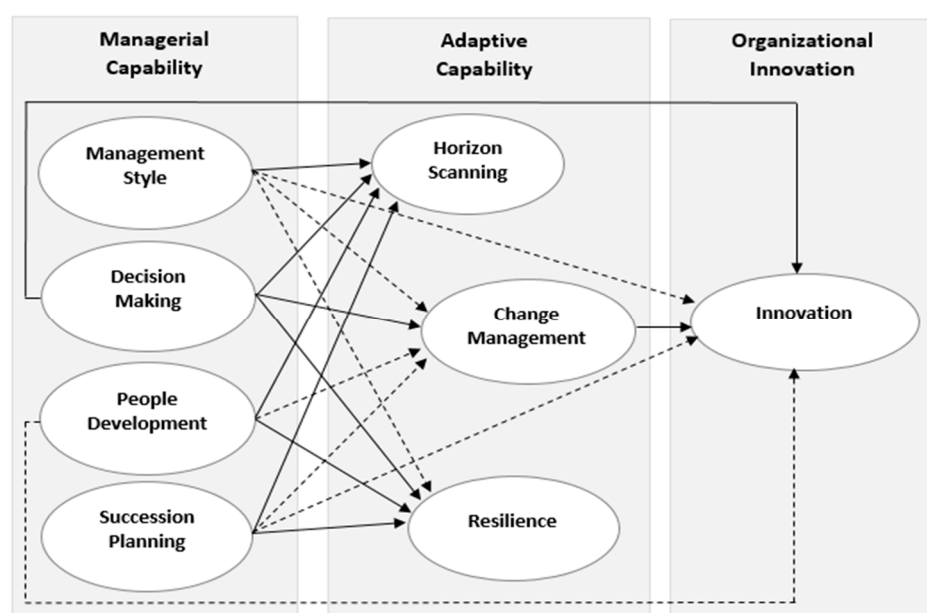 Managerial
Capability
Adaptive
Capability
Organizational
Innovation
Management
Style
Horizon
Scanning
Decision
Making
Change
Management
Innovation
People
Development
Succession
Planning
Resilience